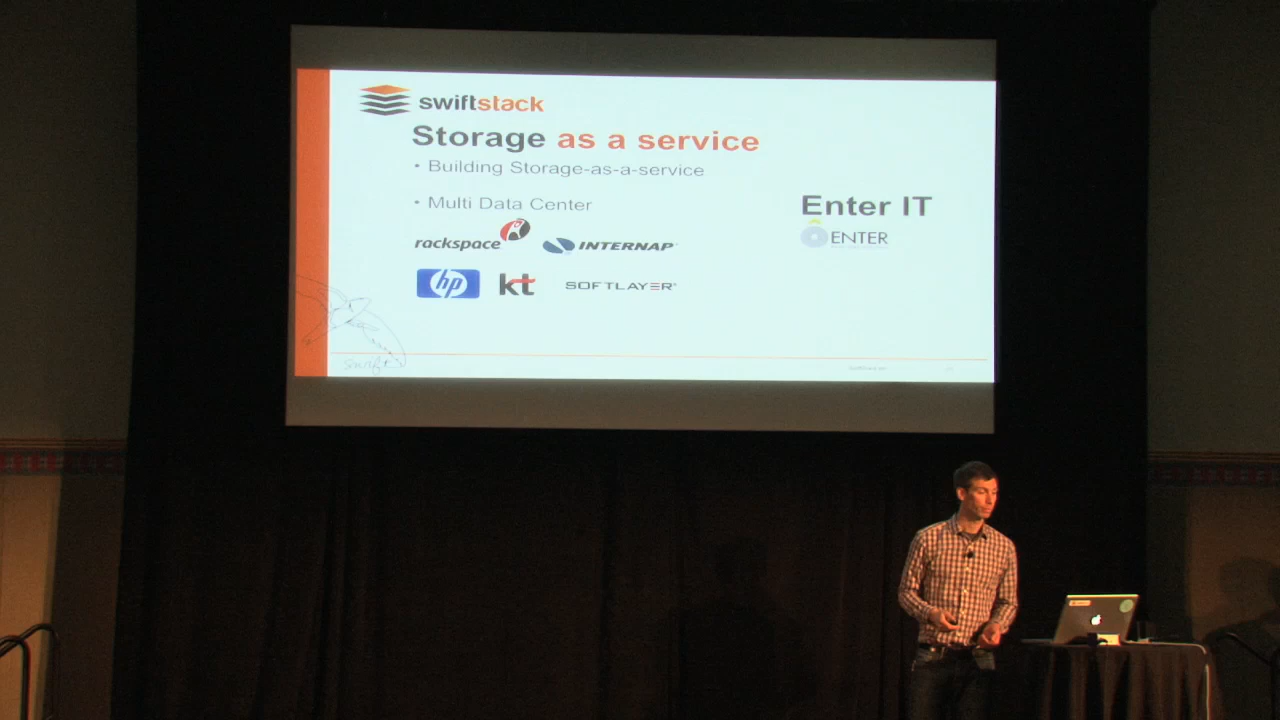 swiftstack
Storage as a service
• Building Storage-as-a-service
• Multi Data Center
Enter IT
rackspace
INTERNAP
ENTER
hp
kt
SOFTLAYER
swift